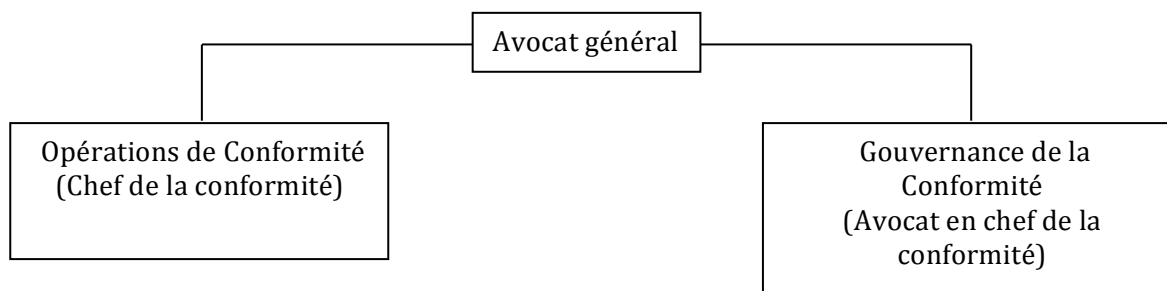 Avocat général
Opérations de Conformité
(Chef de la conformité)
Gouvernance de la
Conformité
(Avocat en chef de la
conformité)